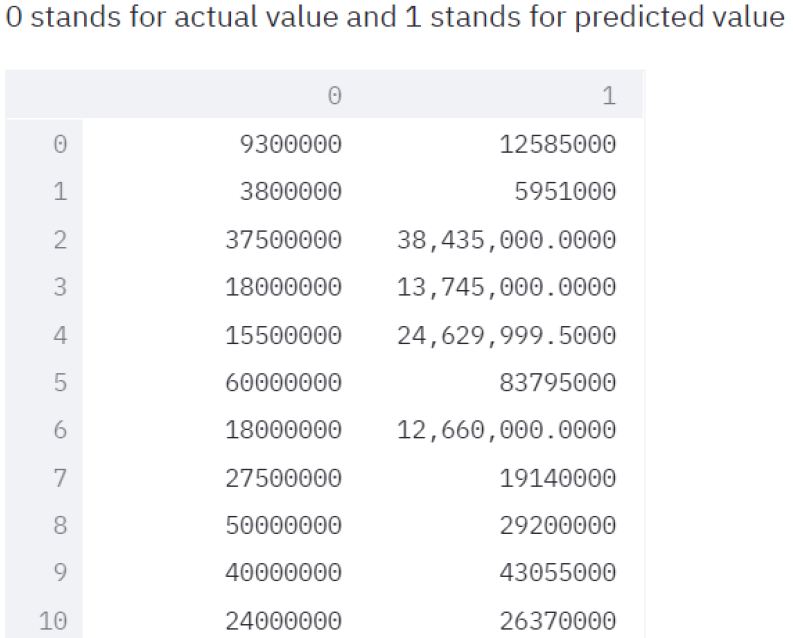 0 stands for actual value and 1 stands for predicted value
0 1
0 9300000 12585000
1 3800000 5951000
2 37500000 38,435,000.0000
3 18000000 13,745,000.0000
4 15500000 24,629,999.5000
5 60000000 83795000
6 18000000 12,660,000.0000
7 27500000 19140000
8 50000000 29200000
9 40000000 43055000
10 24000000 26370000